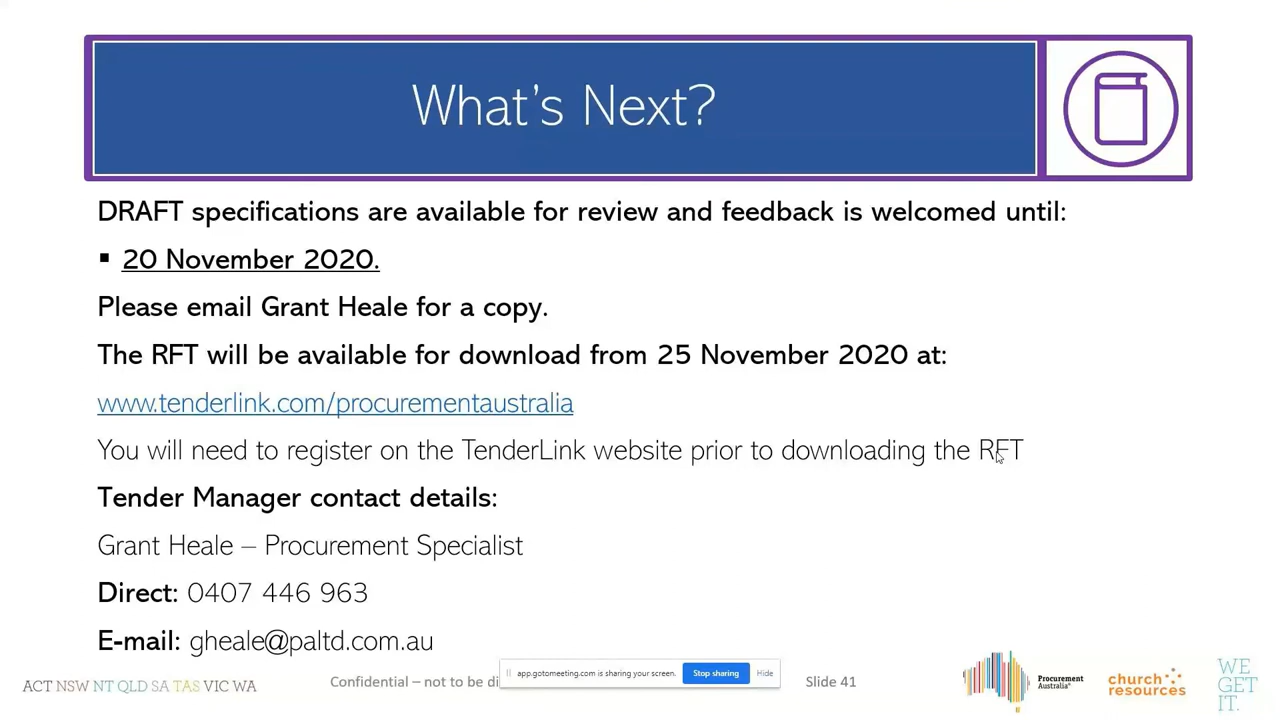 What's Next?
DRAFT specifications are available for review and feedback is welcomed until:
▪ 20 November 2020.
Please email Grant Heale for a copy.
The RFT will be available for download from 25 November 2020 at:
www.tenderlink.com/procurementaustralia
You will need to register on the TenderLink website prior to downloading the RFT
Tender Manager contact details:
Grant Heale – Procurement Specialist
Direct: 0407 446 963
E-mail: gheale@paltd.com.au
ACT NSW NT QLD SA TAS VIC WA
Confidential – not to be di
app.gotomeeting.com is sharing your screen.
Stop sharing
Hide
Slide 41
Procurement
Australia®
church
resources
WE
GET
IT.